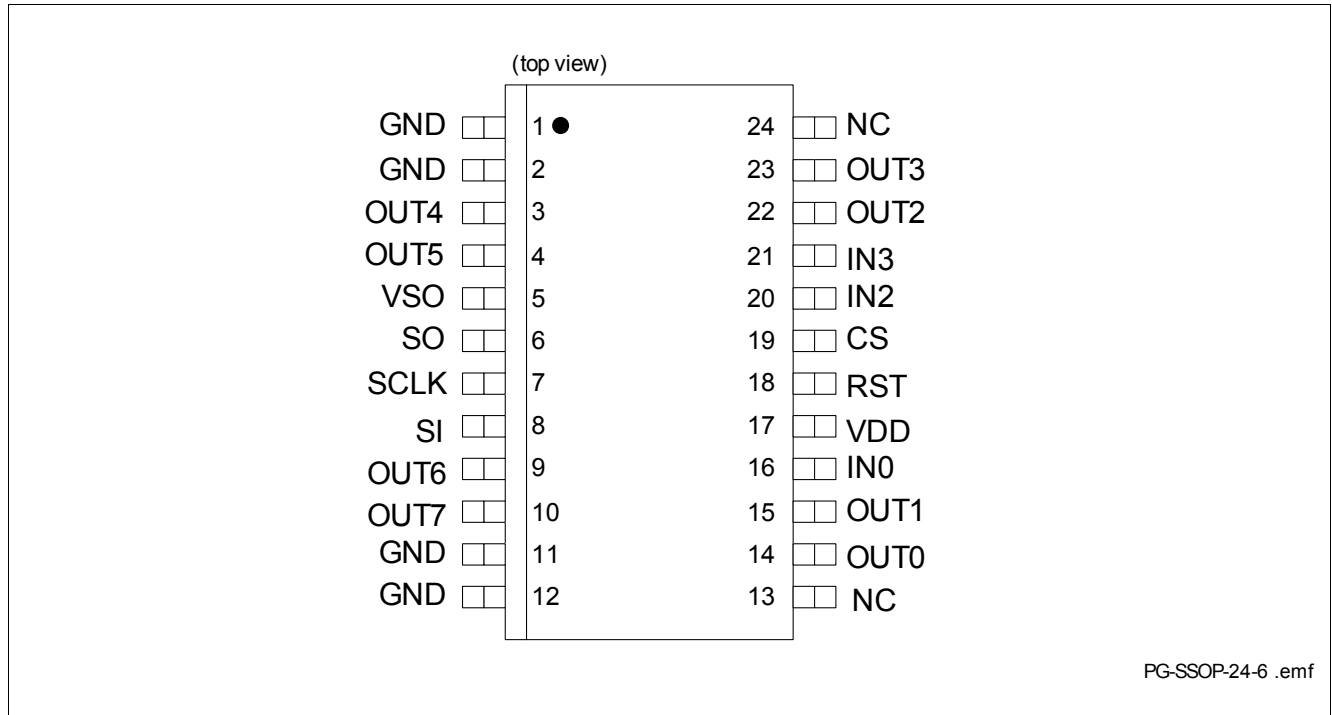 (top view)
GND 1 24 NC
GND 2 23 OUT3
OUT4 3 22 OUT2
OUT5 4 21 IN3
VSO 5 20 IN2
SO 6 19 CS
SCLK 7 18 RST
SI 8 17 VDD
OUT6 9 16 IN0
OUT7 10 15 OUT1
GND 11 14 OUT0
GND 12 13 NC
PG-SSOP-24-6 .emf